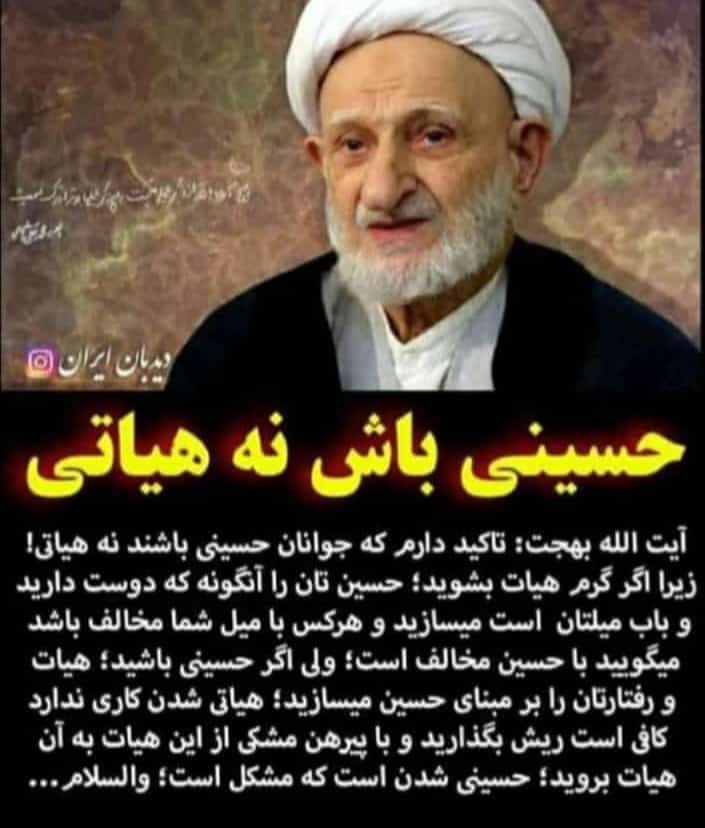 دیدبان ایران
حسینی باش نه هیاتی
آیت الله بهجت: تاکید دارم که جوانان حسینی باشند نه هیاتی!
زیرا اگر گرم هیات بشوید؛ حسین تان را آنگونه که دوست دارید
و باب میلتان است میسازید و هرکس با میل شما مخالف باشد
میگویید با حسین مخالف است؛ ولی اگر حسینی باشید؛ هیات
و رفتارتان را بر مبنای حسین میسازید؛ هیاتی شدن کاری ندارد
کافی است ریش بگذارید و با پیرهن مشکی از این هیات به آن
هیات بروید؛ حسینی شدن است که مشکل است؛ والسلام...